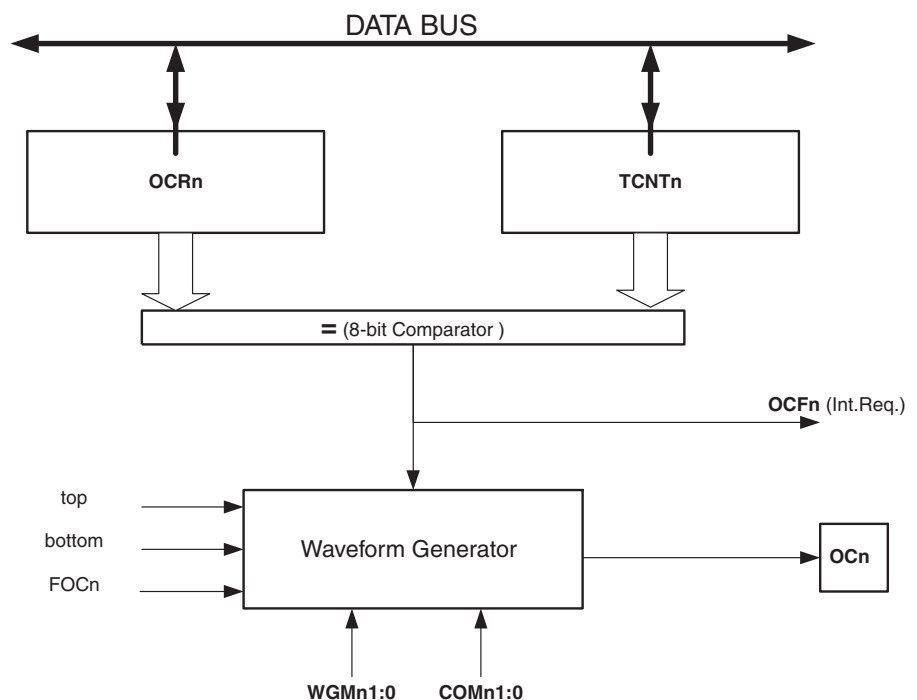 DATA BUS
OCRn
TCNTn
= (8-bit Comparator )
OCFn (Int.Req.)
top
bottom
FOCn
Waveform Generator
OCn
WGMn1:0
COMn1:0